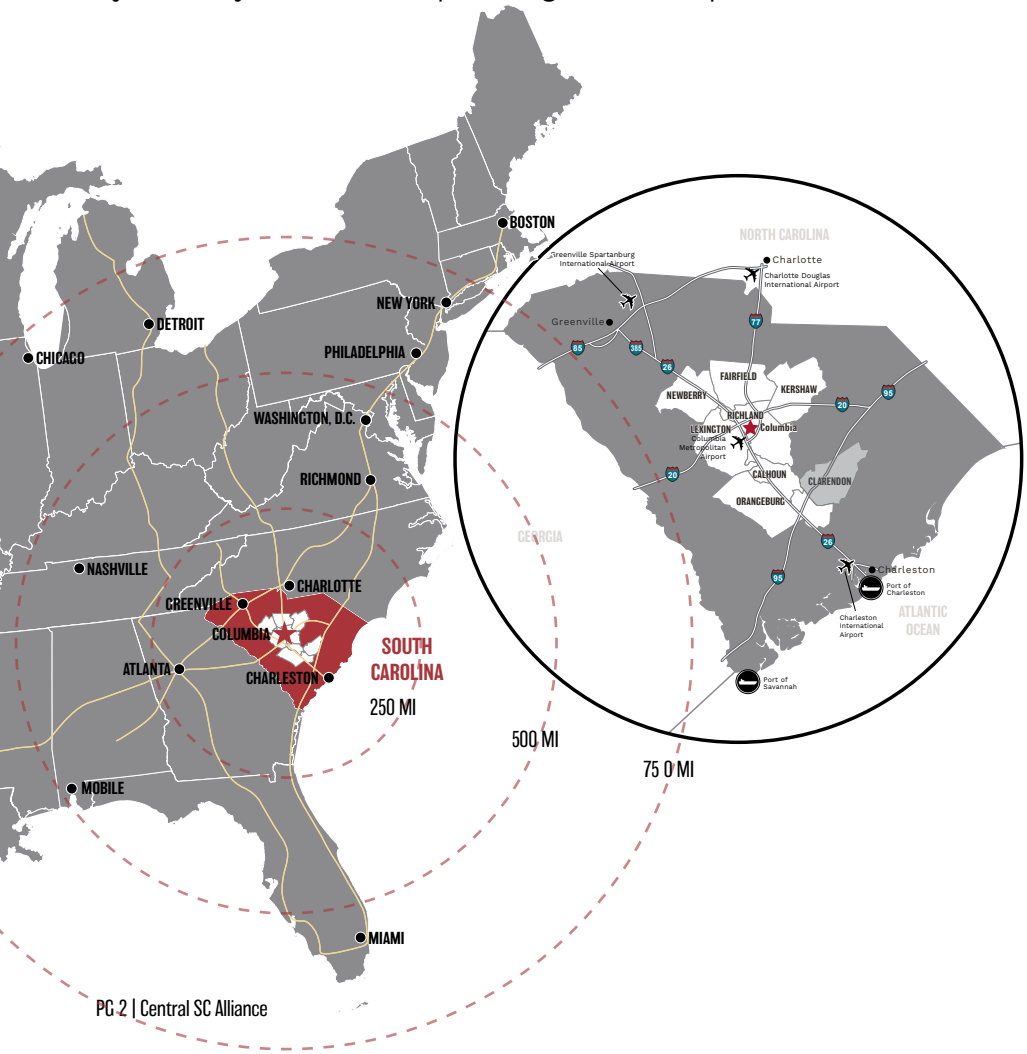 BOSTON
NEW YORK
DETROIT
PHILADELPHIA
CHICAGO
WASHINGTON, D.C.
RICHMOND
NASHVILLE
CHARLOTTE
GREENVILLE
COLUMBIA
SOUTH
CAROLINA
ATLANTA
CHARLESTON
250 MI
500 MI
75 0 MI
MOBILE
MIAMI
NORTH CAROLINA
Greenville Spartanburg
International Airport
Charlotte
Charlotte Douglas
International Airport
Greenville
77
85
385
26
FAIRFIELD
KERSHAW
NEWBERRY
95
20
RICHLAND
LEXINGTON
Columbia
Columbia
Metropolitan
Airport
20
CALHOUN
CLARENDON
ORANGEBURG
GEORGIA
26
95
Charleston
Port of
Charleston
ATLANTIC
OCEAN
Charleston
International
Airport
Port of
Savannah
PG 2 | Central SC Alliance